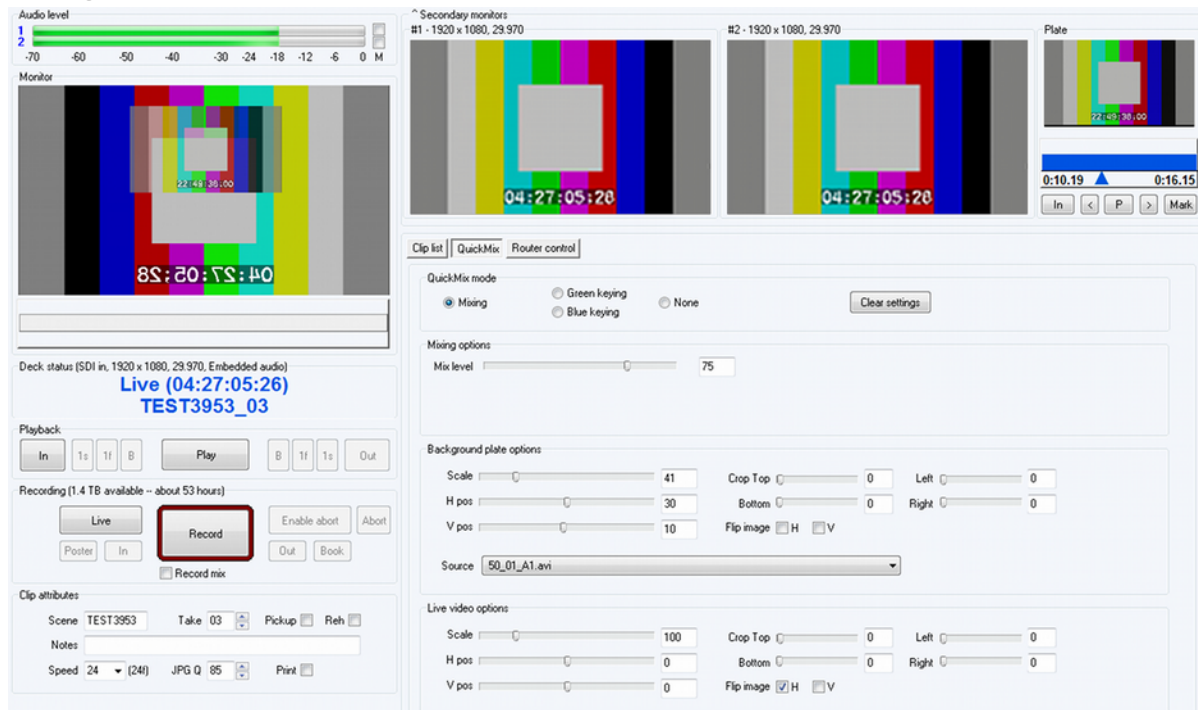 Audio level
1
2
-70 -60 -50 -40 -30 -24 -18 -12 -6 0 M
Monitor
22:49:38.00
04:27:05:28
Deck status (SDI in, 1920 x 1080, 29.970, Embedded audio)
Live (04:27:05:26)
TEST3953_03
Playback
In 1s 1f B Play B 1f 1s Out
Recording (1.4 TB available -- about 53 hours)
Live Record Enable abort Abort
Poster In Out Book
Record mix
Clip attributes
Scene TEST3953 Take 03 Pickup Reh
Notes
Speed 24 (24f) JPG Q 85 Print
^ Secondary monitors
#1 - 1920 x 1080, 29.970 #2 - 1920 x 1080, 29.970 Plate
04:27:05:28 04:27:05:28
22:49:38.00
0:10.19 0:16.15
In < P > Mark
Clip list QuickMix Router control
QuickMix mode
Mixing Green keying None Clear settings
Blue keying
Mixing options
Mix level 75
Background plate options
Scale 41 Crop Top 0 Left 0
H pos 30 Bottom 0 Right 0
V pos 10 Flip image H V
Source 50_01_A1.avi
Live video options
Scale 100 Crop Top 0 Left 0
H pos 0 Bottom 0 Right 0
V pos 0 Flip image H V